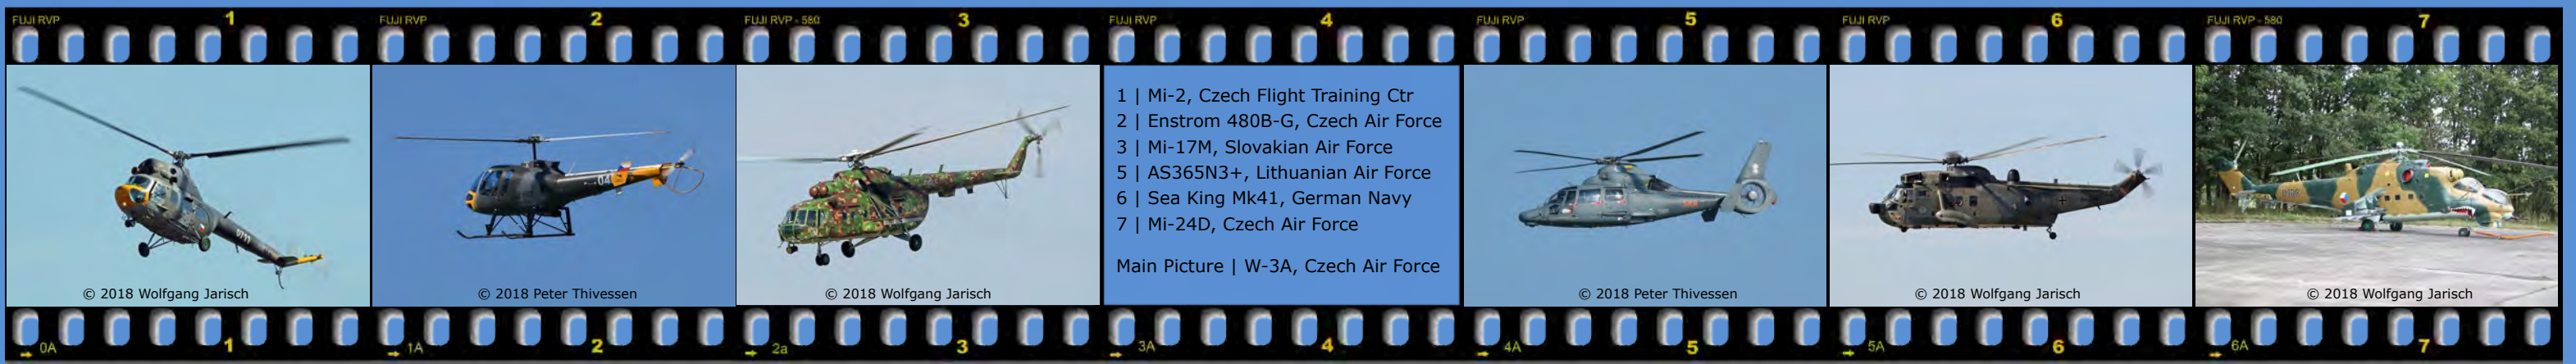 FUJI RVP 1 FUJI RVP 2 FUJI RVP - 580 3 FUJI RVP 4 FUJI RVP 5 FUJI RVP 6 FUJI RVP - 580 7
1 | Mi-2, Czech Flight Training Ctr
2 | Enstrom 480B-G, Czech Air Force
3 | Mi-17M, Slovakian Air Force
5 | AS365N3+, Lithuanian Air Force
6 | Sea King Mk41, German Navy
7 | Mi-24D, Czech Air Force
Main Picture | W-3A, Czech Air Force
0711
04
© 2018 Wolfgang Jarisch
© 2018 Peter Thivessen
© 2018 Wolfgang Jarisch
© 2018 Peter Thivessen
© 2018 Wolfgang Jarisch
© 2018 Wolfgang Jarisch
0A 1 1A 2 2a 3 3A 4 4A 5 5A 6 6A 7